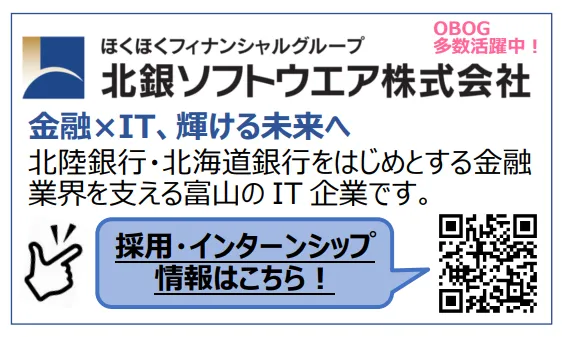 OBOG
多数活躍中！
ほくほくフィナンシャルグループ
北銀ソフトウエア株式会社
金融×IT、輝ける未来へ
北陸銀行・北海道銀行をはじめとする金融
業界を支える富山のIT企業です。
採用・インターンシップ
情報はこちら！